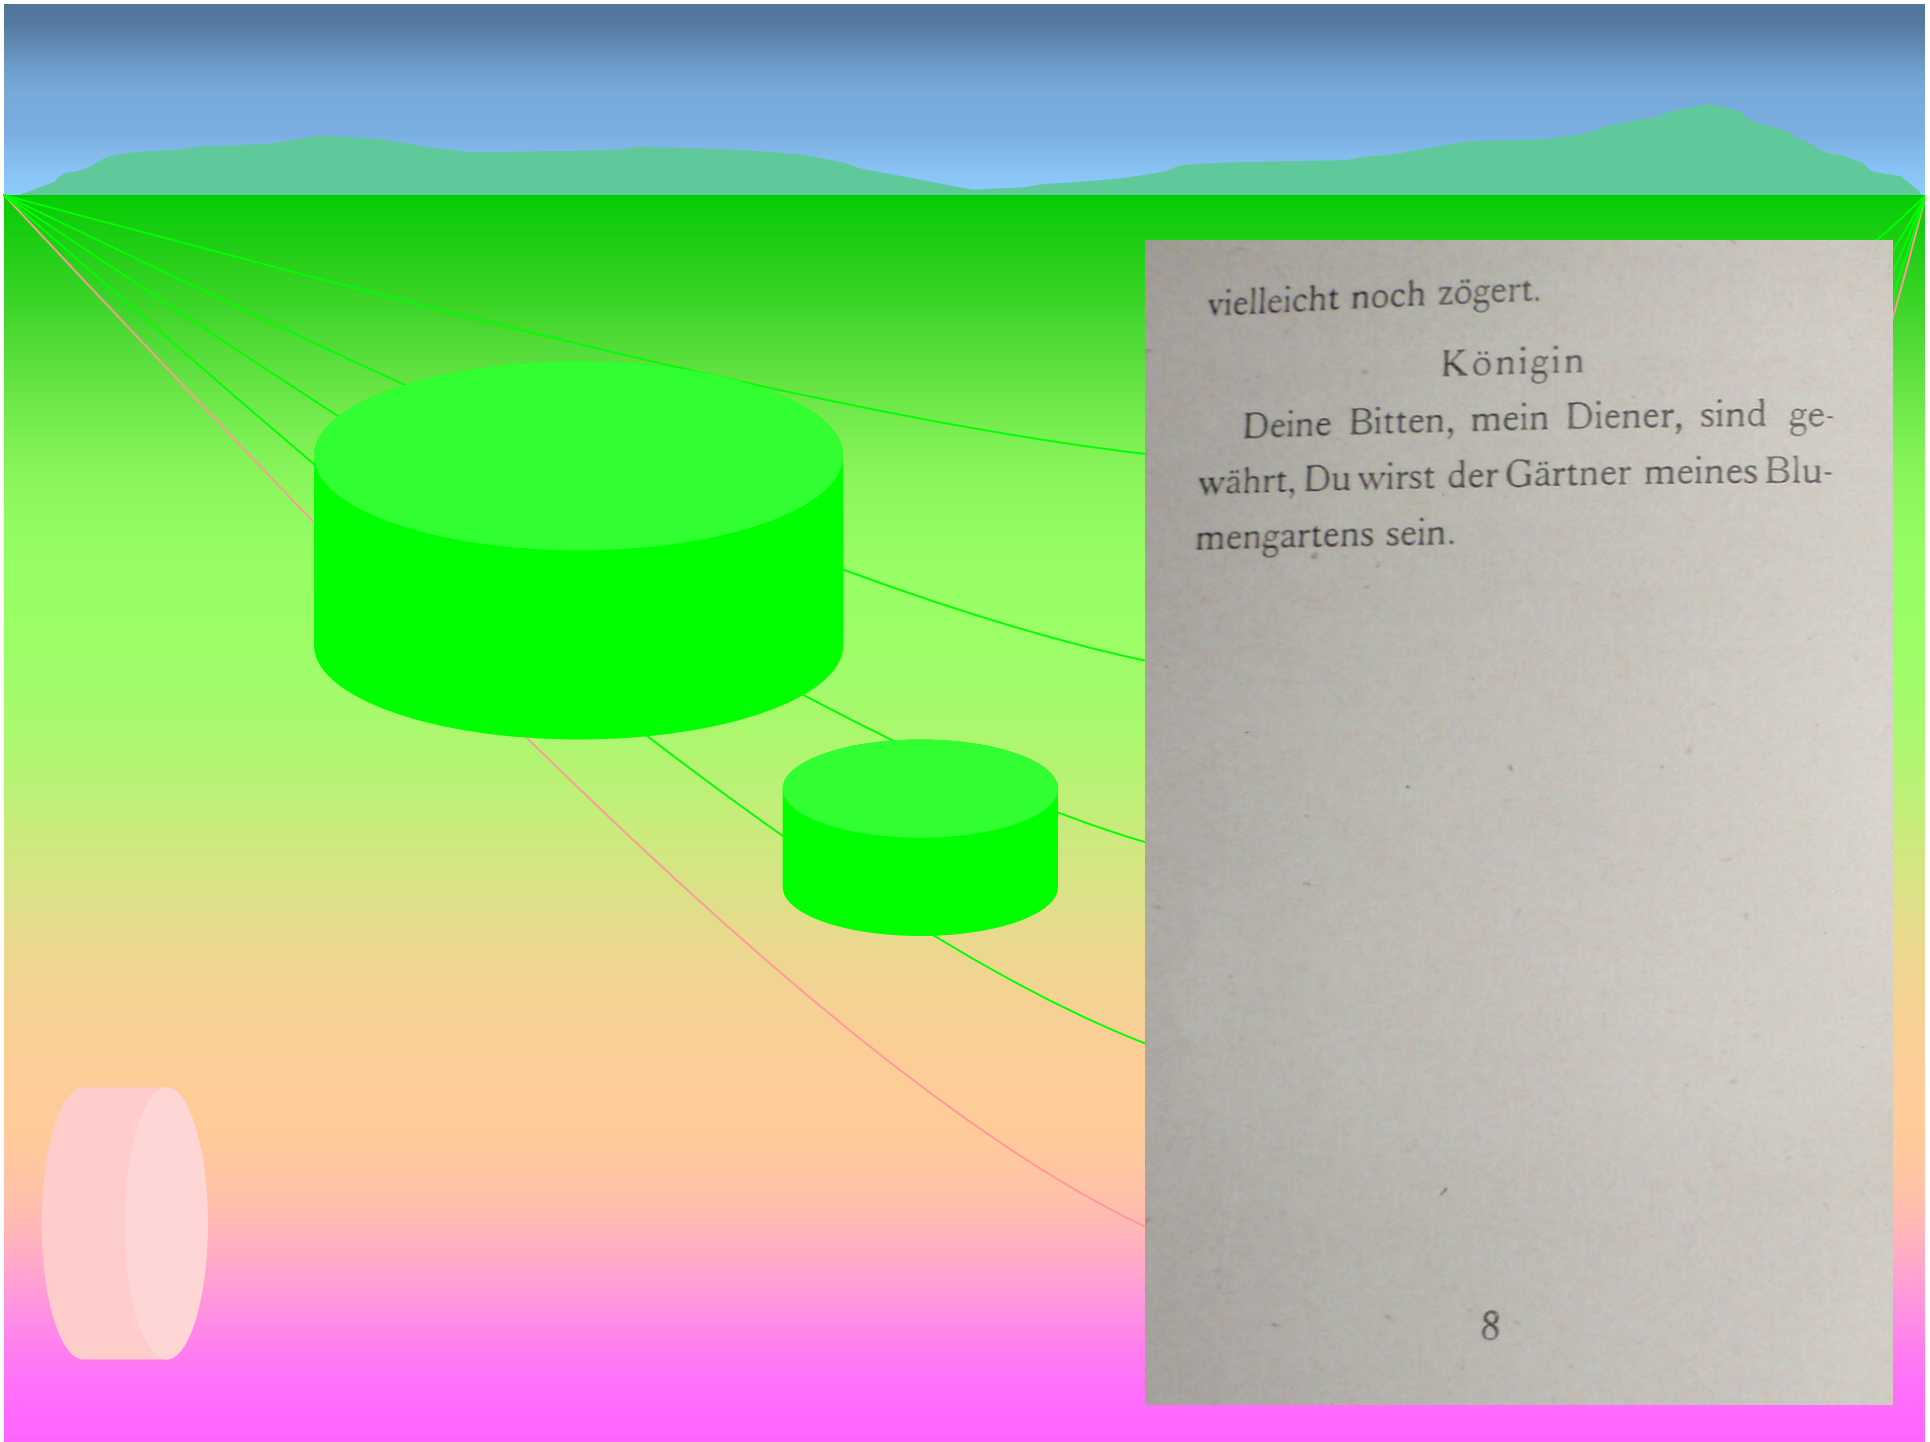 vielleicht noch zögert.
Königin
Deine Bitten, mein Diener, sind ge-
währt, Du wirst der Gärtner meines Blu-
mengartens sein.
8